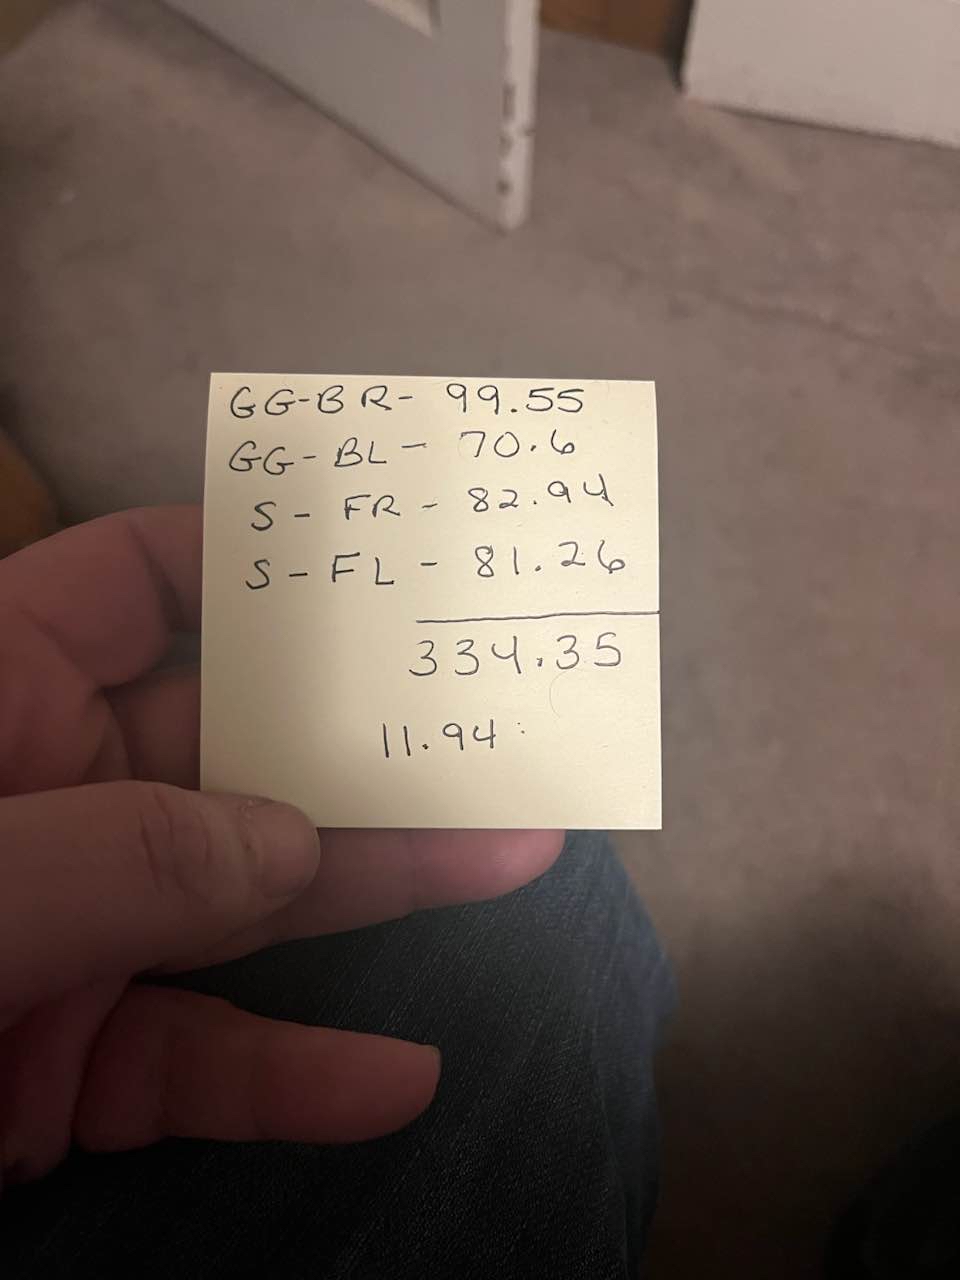 GG-BR- 99.55
GG-BL- 70.6
S - FR - 82.94
S - FL - 81.26
334.35
11.94